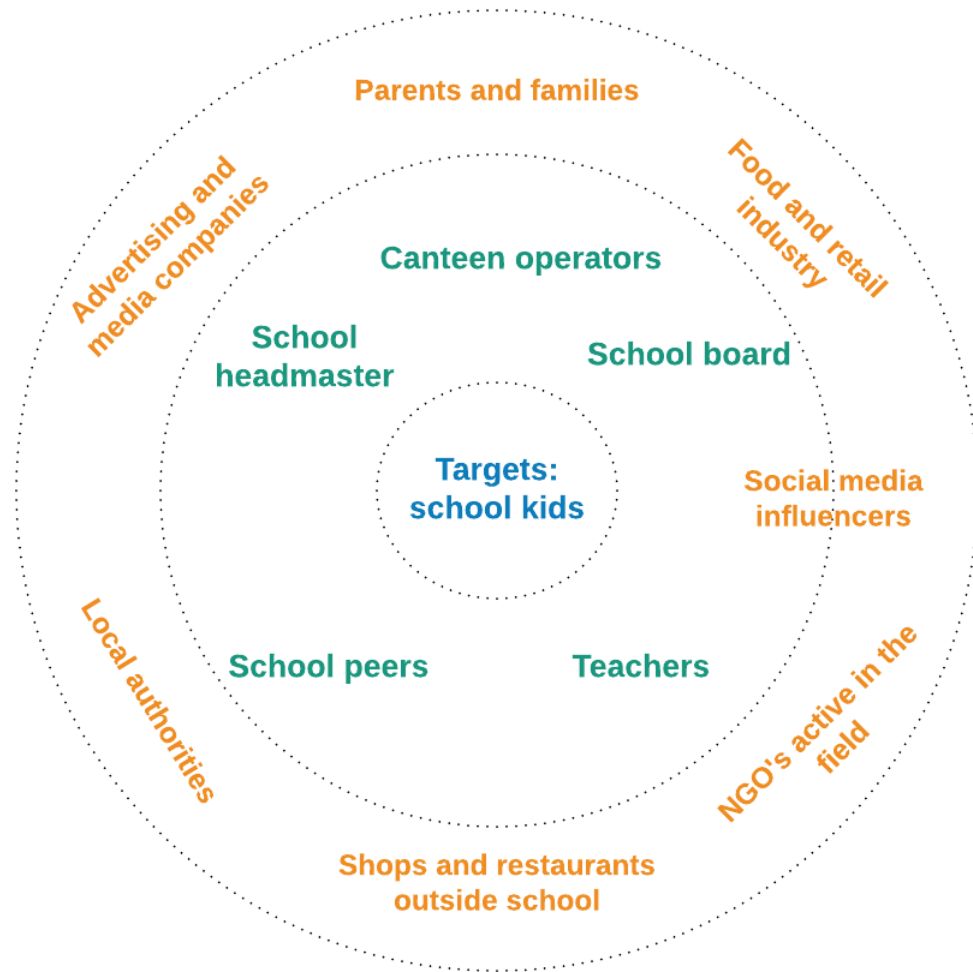 Parents and families
Advertising and
media companies
Food and retail
industry
Canteen operators
School
headmaster
School board
Targets:
school kids
Social media
influencers
Local authorities
School peers
Teachers
NGO's active in the
field
Shops and restaurants
outside school